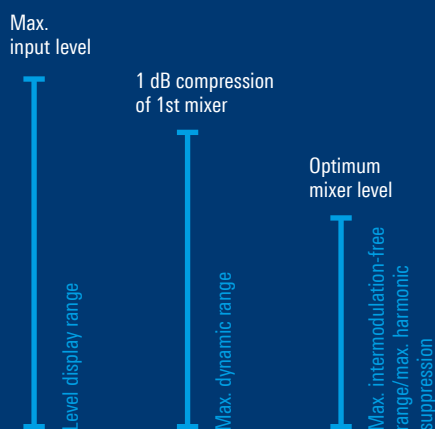 Max.
input level
1 dB compression
of 1st mixer
Optimum
mixer level
Level display range
Max. dynamic range
Max. intermodulation-free
range/max. harmonic
suppression